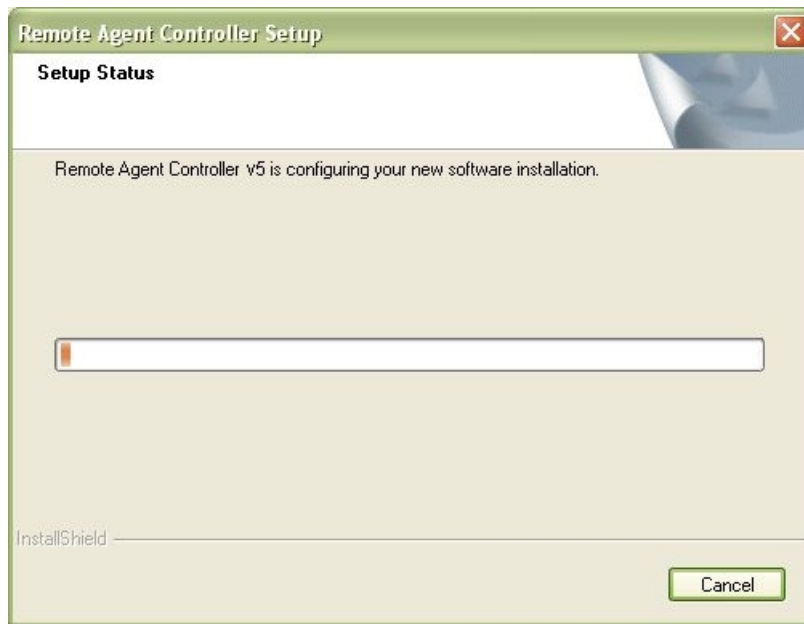 Remote Agent Controller Setup
Setup Status
Remote Agent Controller v5 is configuring your new software installation.
InstallShield
Cancel